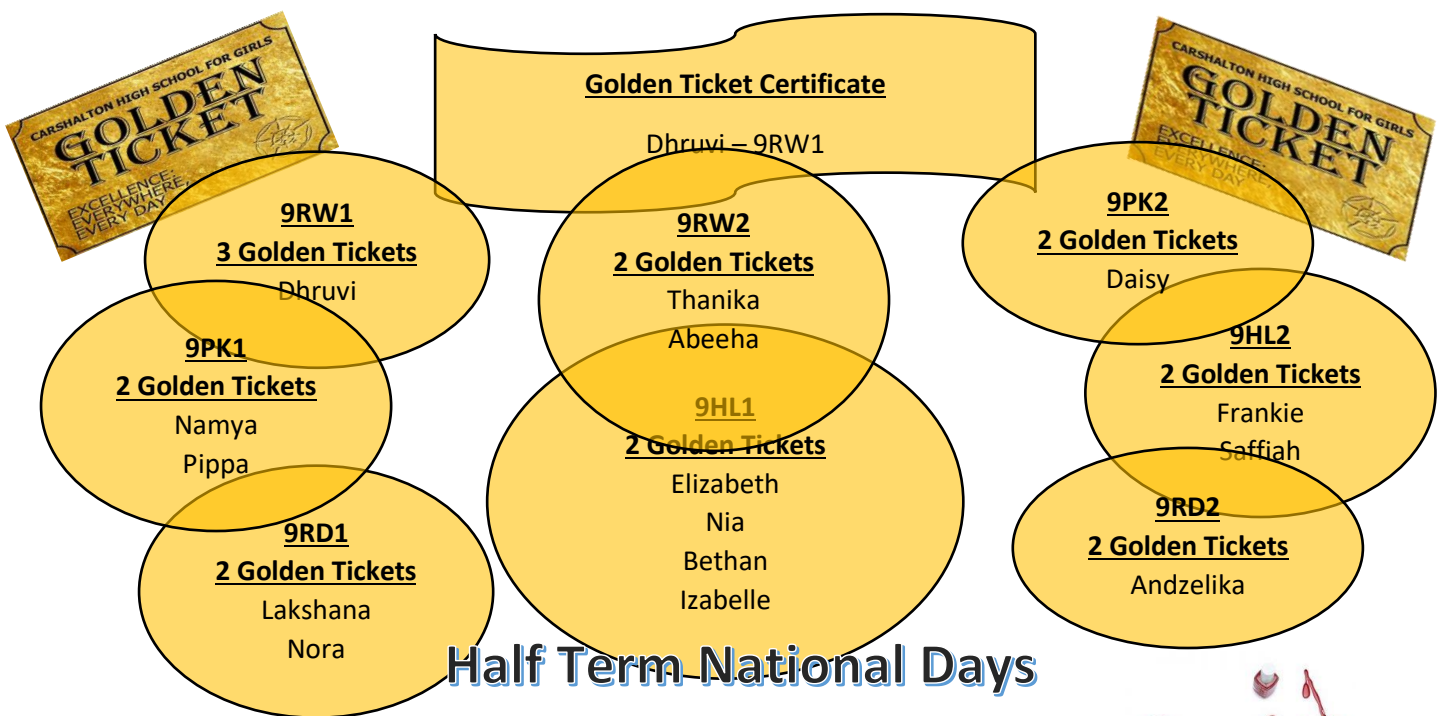 CARSHALTON HIGH SCHOOL FOR GIRLS
GOLDEN
TICKET
EXCELLENCE:
EVERYWHERE,
EVERY DAY
Golden Ticket Certificate
Dhruvi – 9RW1
CARSHALTON HIGH SCHOOL FOR GIRLS
GOLDEN
TICKET
EXCELLENCE:
EVERYWHERE,
EVERY DAY
9RW1
3 Golden Tickets
Dhruvi
9PK1
2 Golden Tickets
Namya
Pippa
9RD1
2 Golden Tickets
Lakshana
Nora
9RW2
2 Golden Tickets
Thanika
Abeeha
9HL1
2 Golden Tickets
Elizabeth
Nia
Bethan
Izabelle
9PK2
2 Golden Tickets
Daisy
9HL2
2 Golden Tickets
Frankie
Saffiah
9RD2
2 Golden Tickets
Andzelika
Half Term National Days